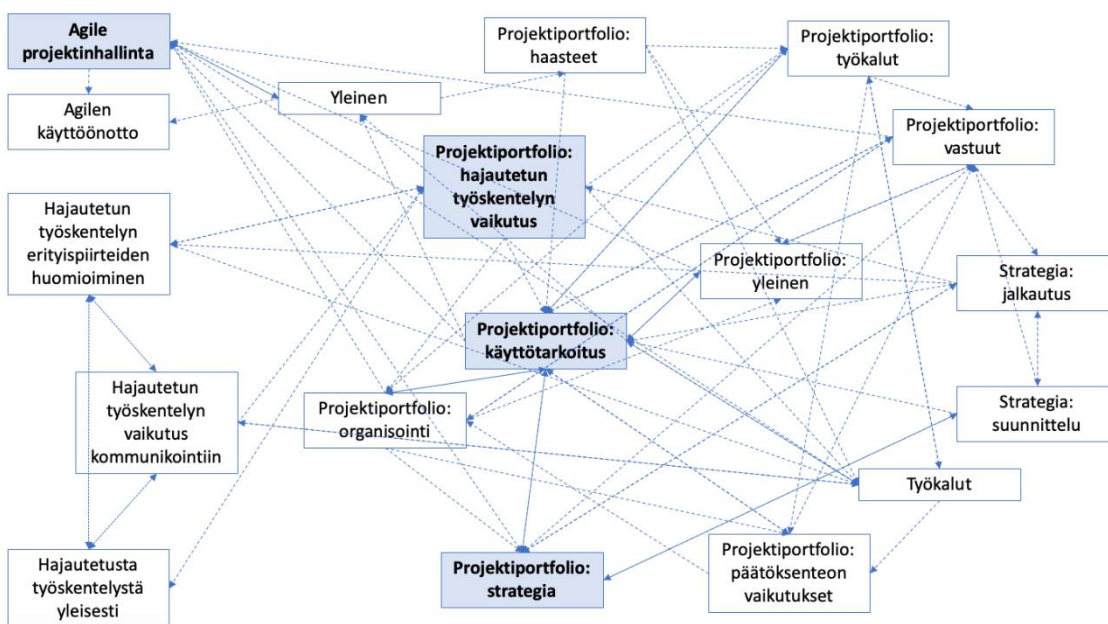 Agile
projektinhallinta
Agilen
käyttöönotto
Yleinen
Projektiportfolio:
haasteet
Projektiportfolio:
työkalut
Projektiportfolio:
vastuut
Projektiportfolio:
hajautetun
työskentelyn
vaikutus
Hajautetun
työskentelyn
erityispiirteiden
huomioiminen
Projektiportfolio:
yleinen
Strategia:
jalkautus
Projektiportfolio:
käyttötarkoitus
Hajautetun
työskentelyn
vaikutus
kommunikointiin
Projektiportfolio:
organisointi
Strategia:
suunnittelu
Työkalut
Hajautetusta
työskentelystä
yleisesti
Projektiportfolio:
strategia
Projektiportfolio:
päätöksenteon
vaikutukset